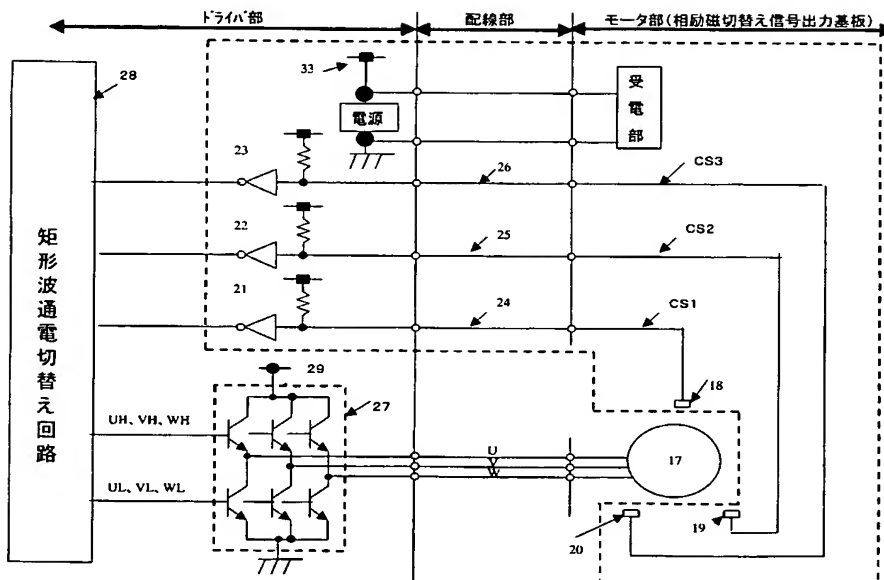 ドライバ部
配線部
モータ部(相励磁切替え信号出力基板)
28
33
受電部
電源
23
26
CS3
22
25
CS2
21
24
CS1
矩形波通電切替え回路
18
29
27
UH、VH、WH
U
V
W
17
UL、VL、WL
20
19